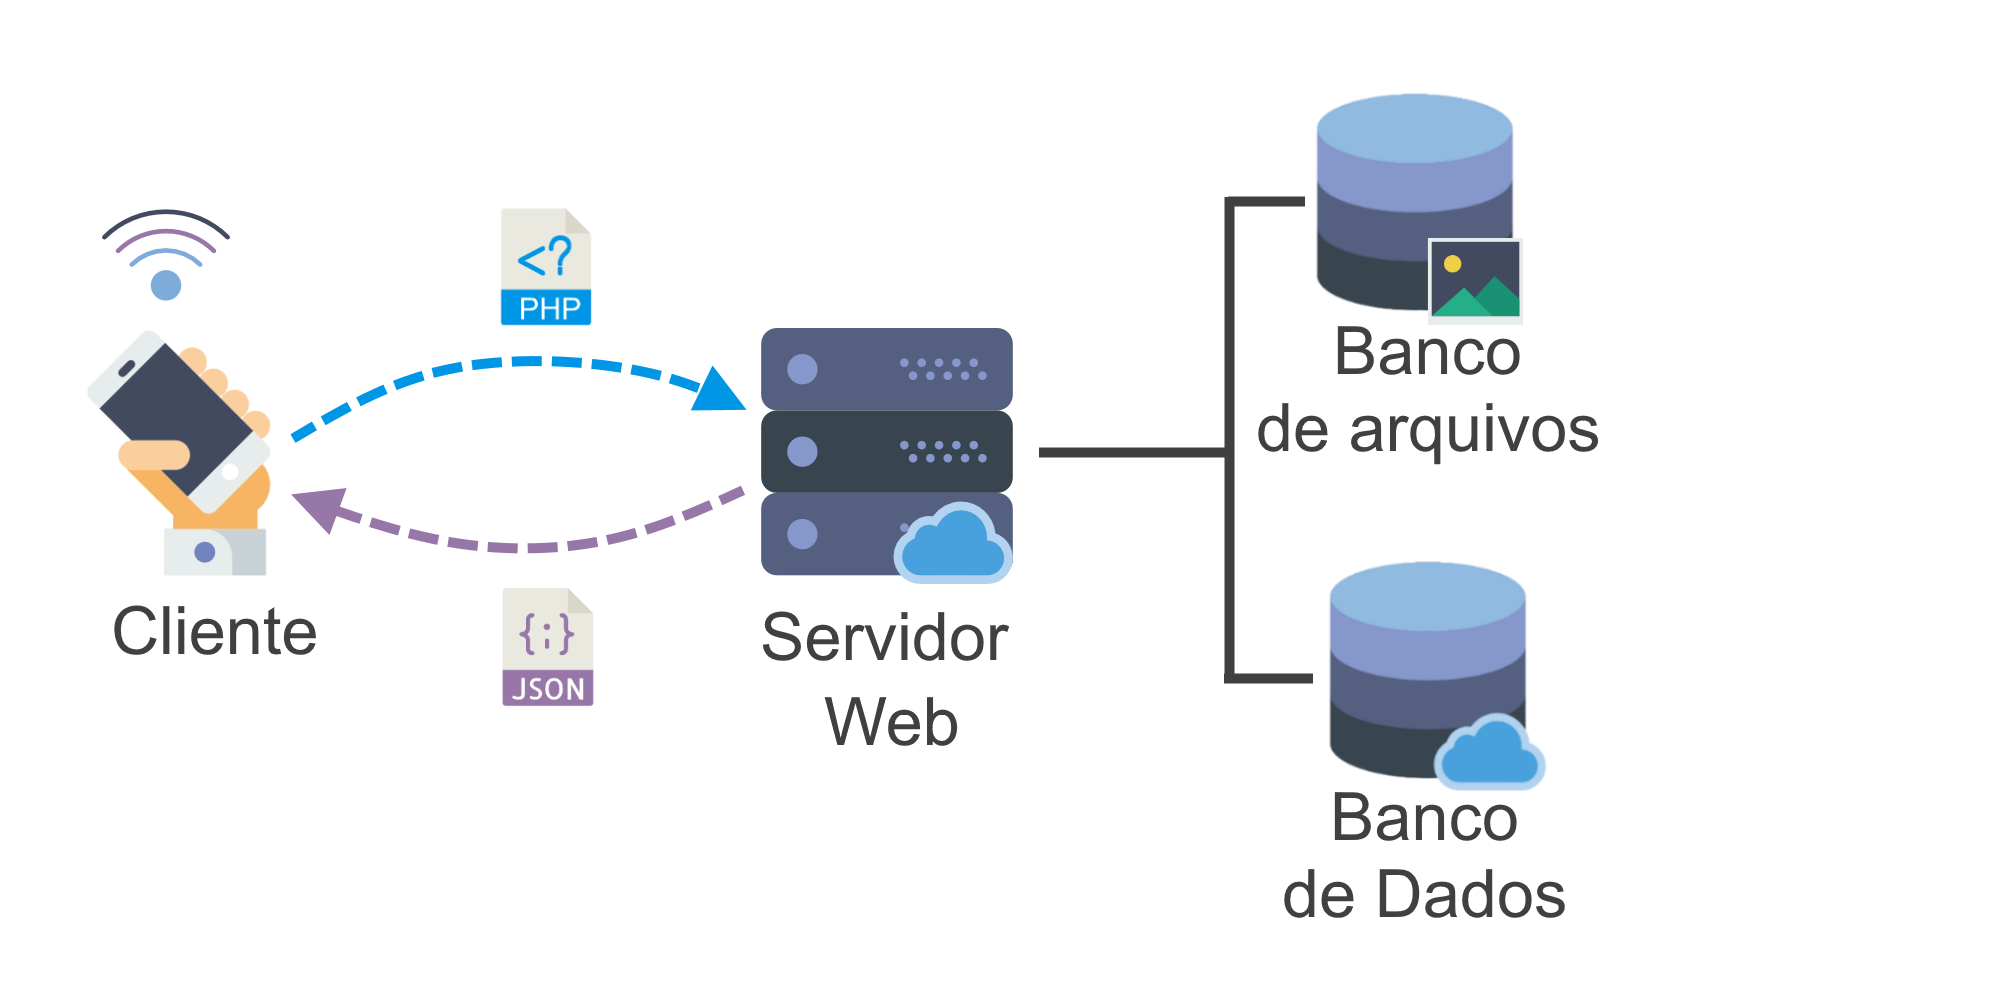 <?
PHP
Cliente
{;}
JSON
Servidor
Web
Banco
de arquivos
Banco
de Dados